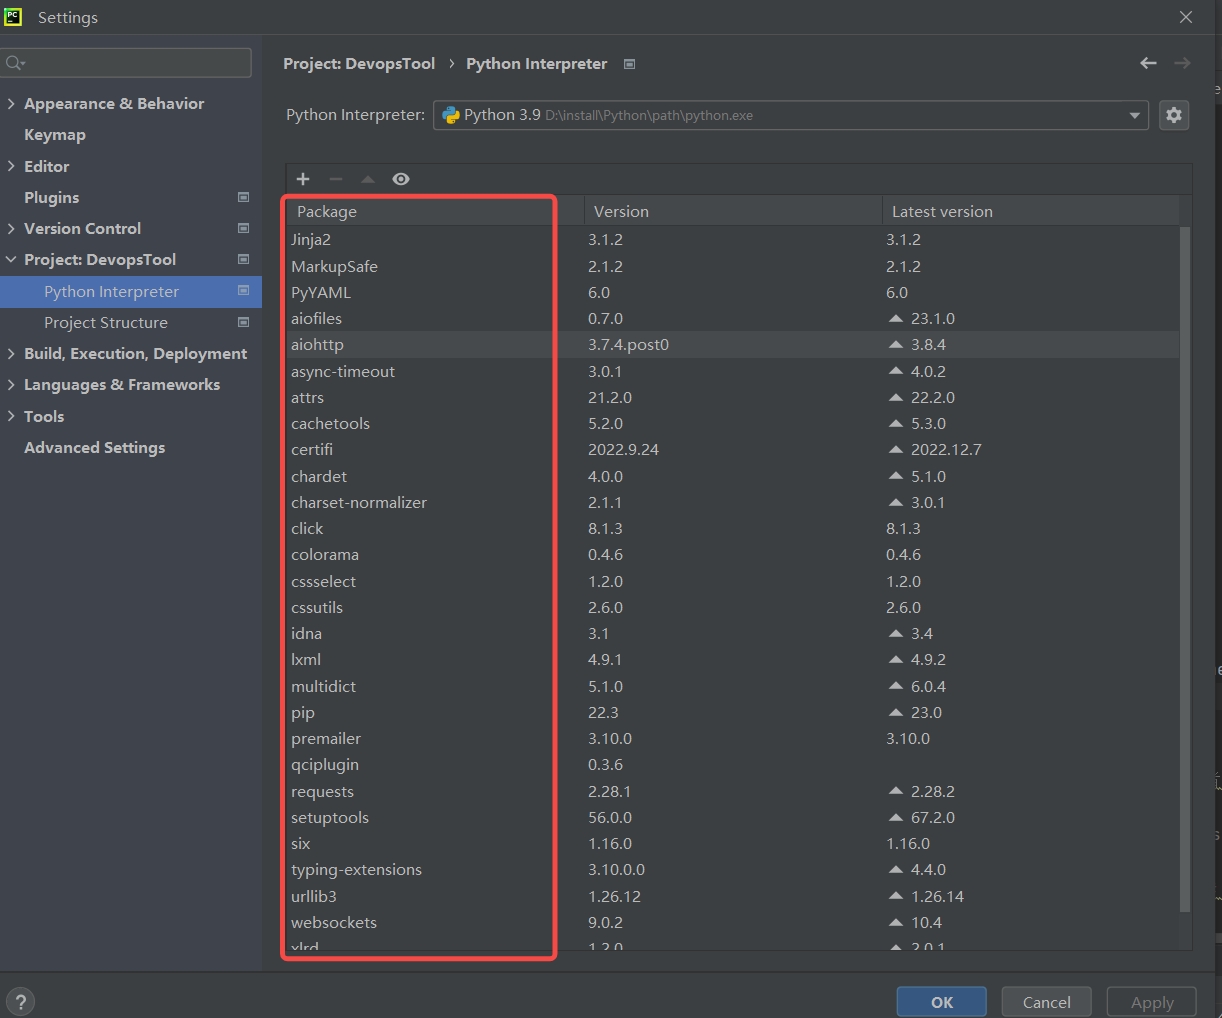 PC
Settings
Project: DevopsTool › Python Interpreter
Appearance & Behavior
Keymap
Editor
Plugins
Version Control
Project: DevopsTool
Python Interpreter
Project Structure
Build, Execution, Deployment
Languages & Frameworks
Tools
Advanced Settings
Python Interpreter: Python 3.9 D:\install\Python\path\python.exe
Package Version Latest version
Jinja2 3.1.2 3.1.2
MarkupSafe 2.1.2 2.1.2
PyYAML 6.0 6.0
aiofiles 0.7.0 23.1.0
aiohttp 3.7.4.post0 3.8.4
async-timeout 3.0.1 4.0.2
attrs 21.2.0 22.2.0
cachetools 5.2.0 5.3.0
certifi 2022.9.24 2022.12.7
chardet 4.0.0 5.1.0
charset-normalizer 2.1.1 3.0.1
click 8.1.3 8.1.3
colorama 0.4.6 0.4.6
cssselect 1.2.0 1.2.0
cssutils 2.6.0 2.6.0
idna 3.1 3.4
lxml 4.9.1 4.9.2
multidict 5.1.0 6.0.4
pip 22.3 23.0
premailer 3.10.0 3.10.0
qciplugin 0.3.6
requests 2.28.1 2.28.2
setuptools 56.0.0 67.2.0
six 1.16.0 1.16.0
typing-extensions 3.10.0.0 4.4.0
urllib3 1.26.12 1.26.14
websockets 9.0.2 10.4
xlrd 1.2.0 2.0.1
?
OK Cancel Apply